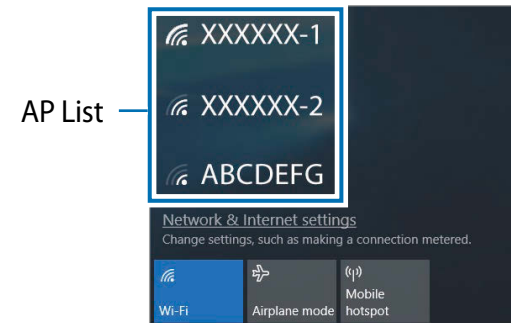 XXXXXX-1
AP List
XXXXXX-2
ABCDEFG
Network & Internet settings
Change settings, such as making a connection metered.
Wi-Fi
Airplane mode
Mobile
hotspot